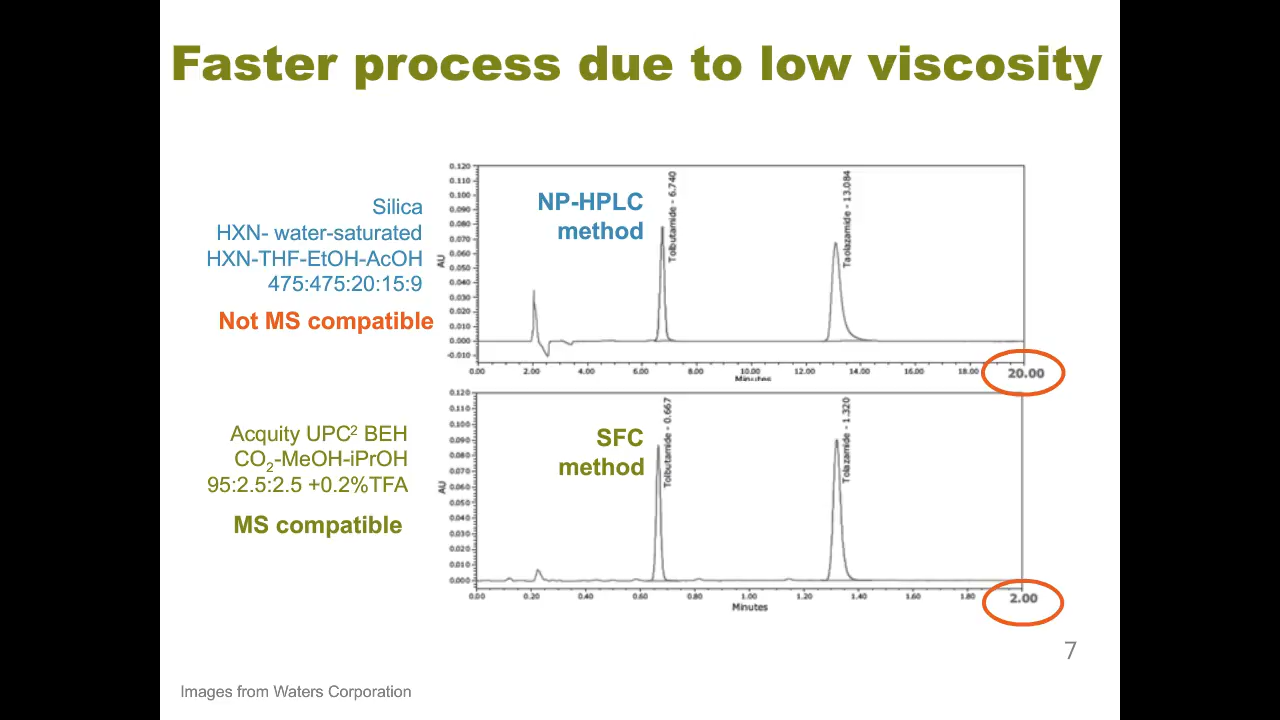 Faster process due to low viscosity
Silica
HXN- water-saturated
HXN-THF-EtOH-AcOH
475:475:20:15:9
Not MS compatible
NP-HPLC
method
AU
0.120
0.110
0.100
0.090
0.080
0.070
0.060
0.050
0.040
0.030
0.020
0.010
0.000
-0.010
Tolbutamide - 6.740
Taolazamide - 13.084
0.00 2.00 4.00 6.00 8.00 10.00 12.00 14.00 16.00 18.00 20.00
Minutes
Acquity UPC² BEH
CO₂-MeOH-iPrOH
95:2.5:2.5 +0.2%TFA
MS compatible
SFC
method
AU
0.120
0.110
0.100
0.090
0.080
0.070
0.060
0.050
0.040
0.030
0.020
0.010
0.000
Tolbutamide - 0.667
Tolazamide - 1.320
0.00 0.20 0.40 0.60 0.80 1.00 1.20 1.40 1.60 1.80 2.00
Minutes
7
Images from Waters Corporation